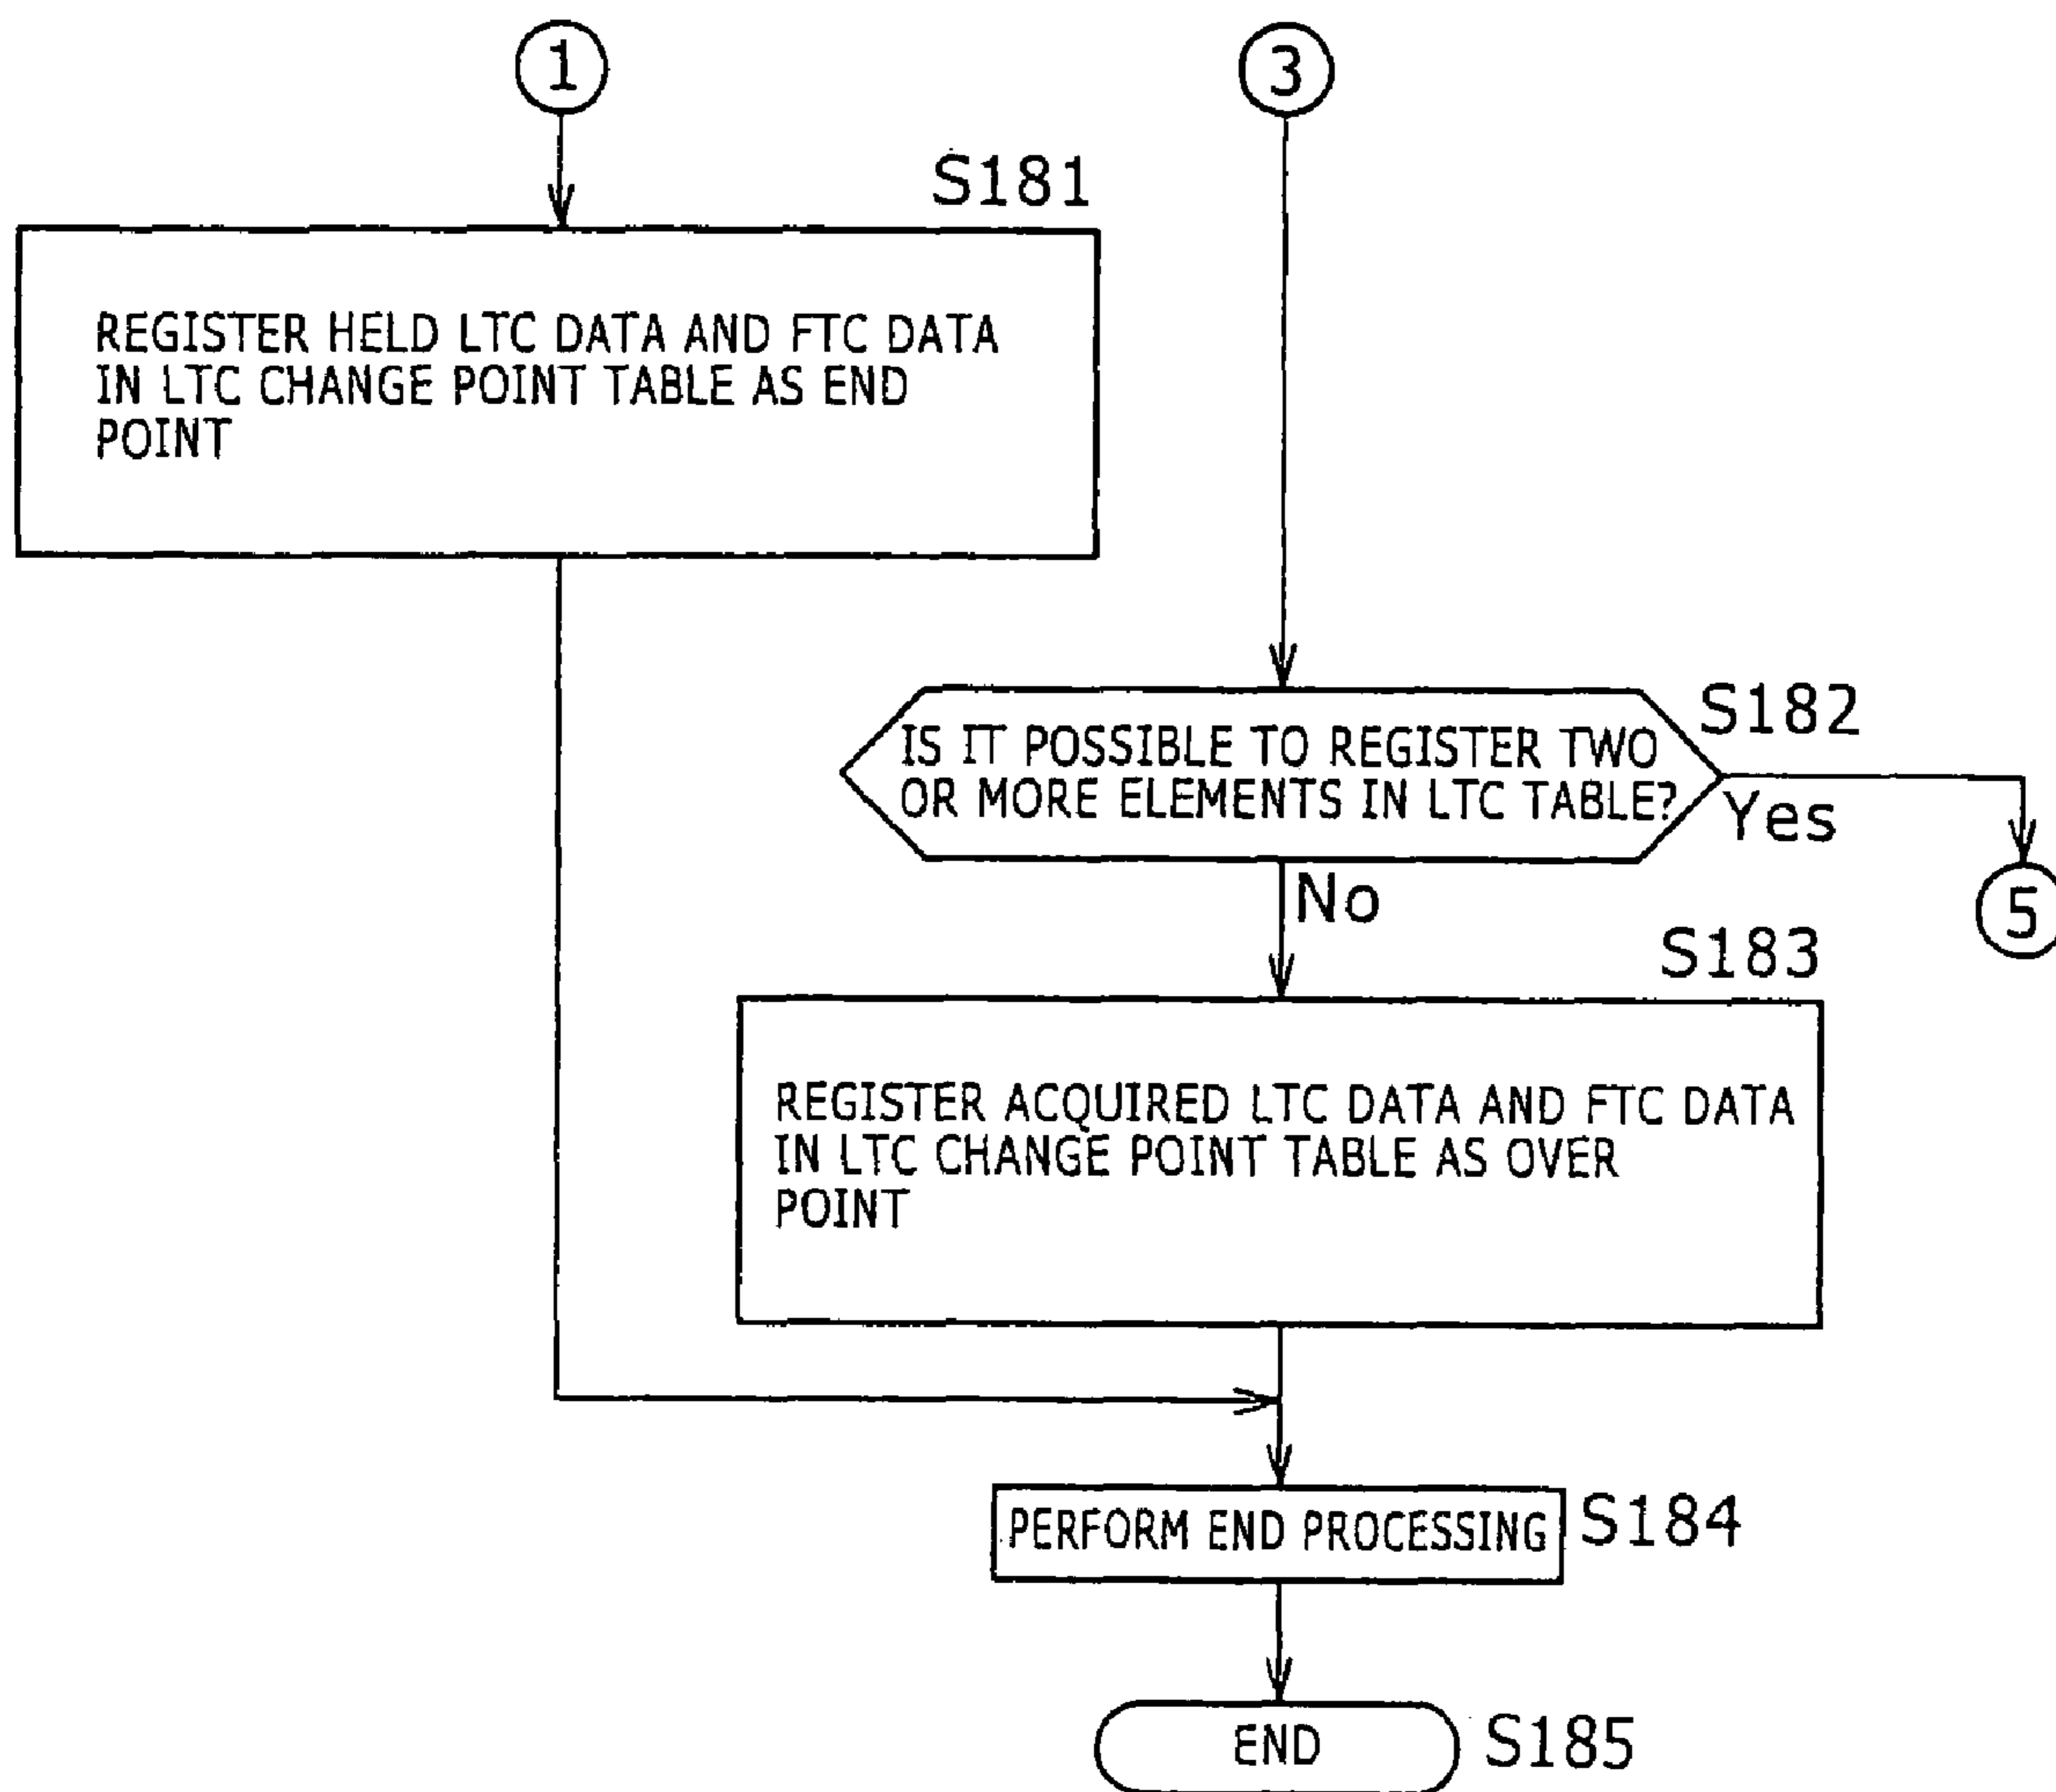 1
3
S181
REGISTER HELD LTC DATA AND FTC DATA
IN LTC CHANGE POINT TABLE AS END
POINT
S182
IS IT POSSIBLE TO REGISTER TWO
OR MORE ELEMENTS IN LTC TABLE?
Yes
No
5
S183
REGISTER ACQUIRED LTC DATA AND FTC DATA
IN LTC CHANGE POINT TABLE AS OVER
POINT
PERFORM END PROCESSING
S184
END
S185